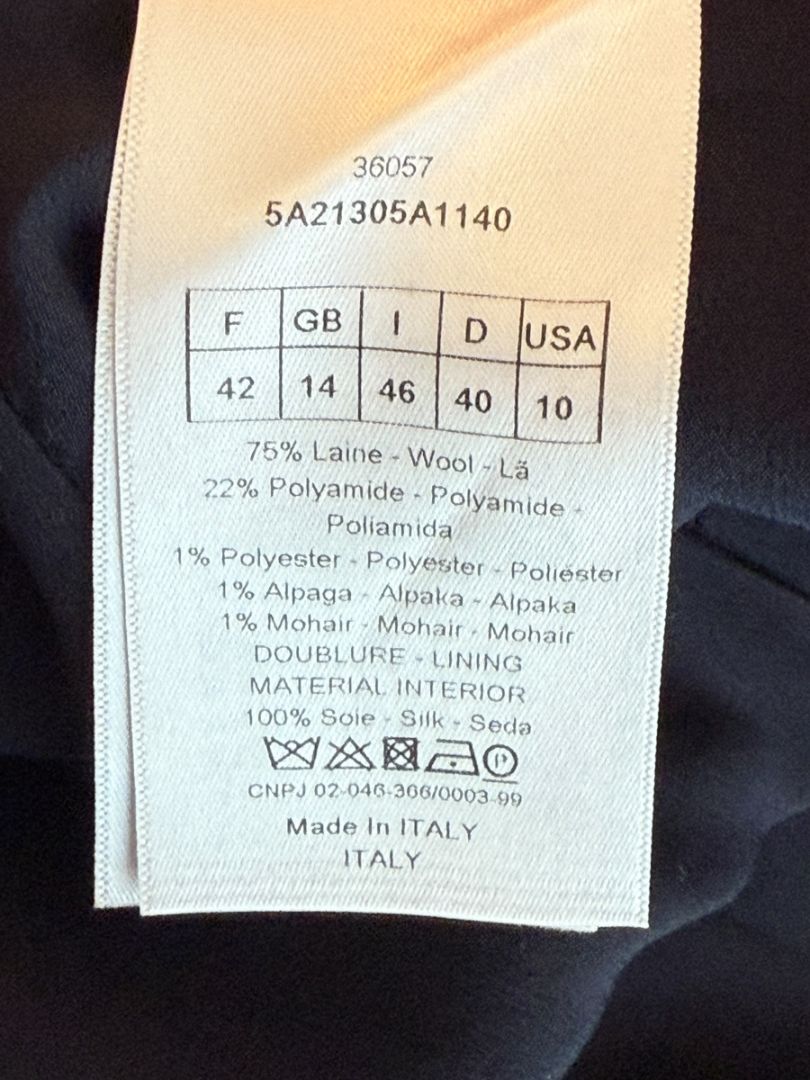 36057
5A21305A1140
F GB I D USA
42 14 46 40 10
75% Laine - Wool - Lã
22% Polyamide - Polyamide -
Poliamida
1% Polyester - Polyester - Poliéster
1% Alpaga - Alpaka - Alpaka
1% Mohair - Mohair - Mohair
DOUBLURE - LINING
MATERIAL INTERIOR
100% Soie - Silk - Seda
P
CNPJ 02-046-366/0003-99
Made In ITALY
ITALY